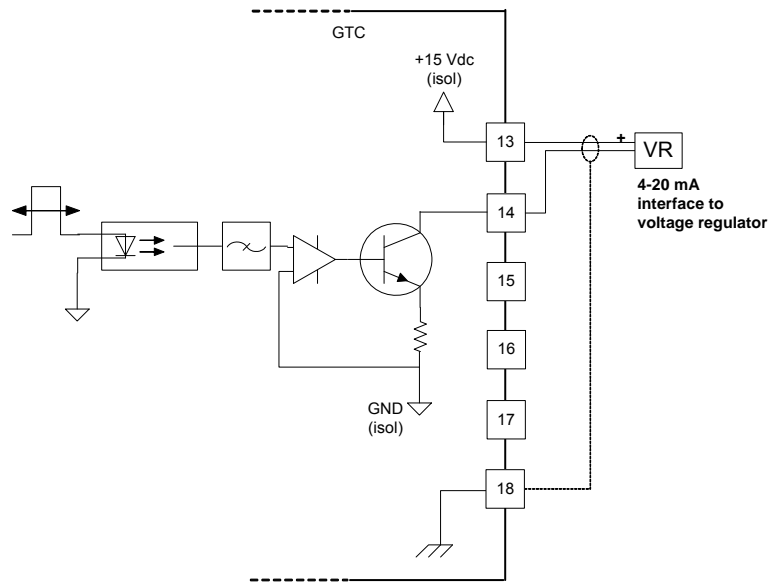 GTC
+15 Vdc
(isol)
13
+
VR
4-20 mA
interface to
voltage regulator
14
15
16
17
GND
(isol)
18